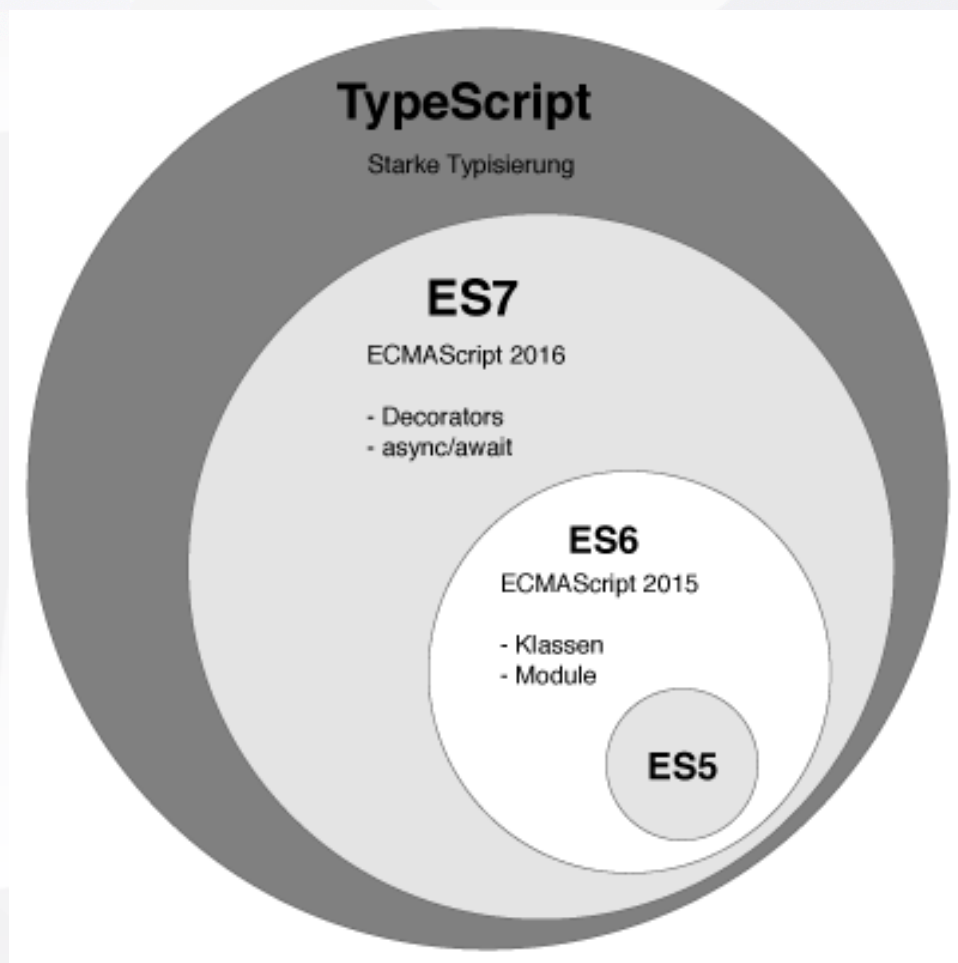 TypeScript
Starke Typisierung
ES7
ECMAScript 2016
- Decorators
- async/await
ES6
ECMAScript 2015
- Klassen
- Module
ES5